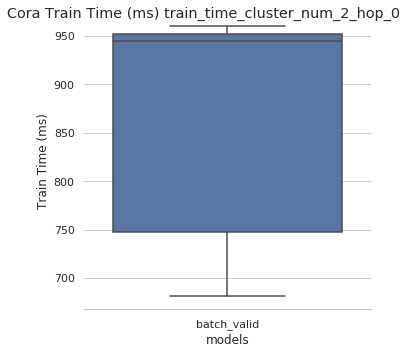 Cora Train Time (ms) train_time_cluster_num_2_hop_0
950
900
850
800
750
700
Train Time (ms)
batch_valid
models